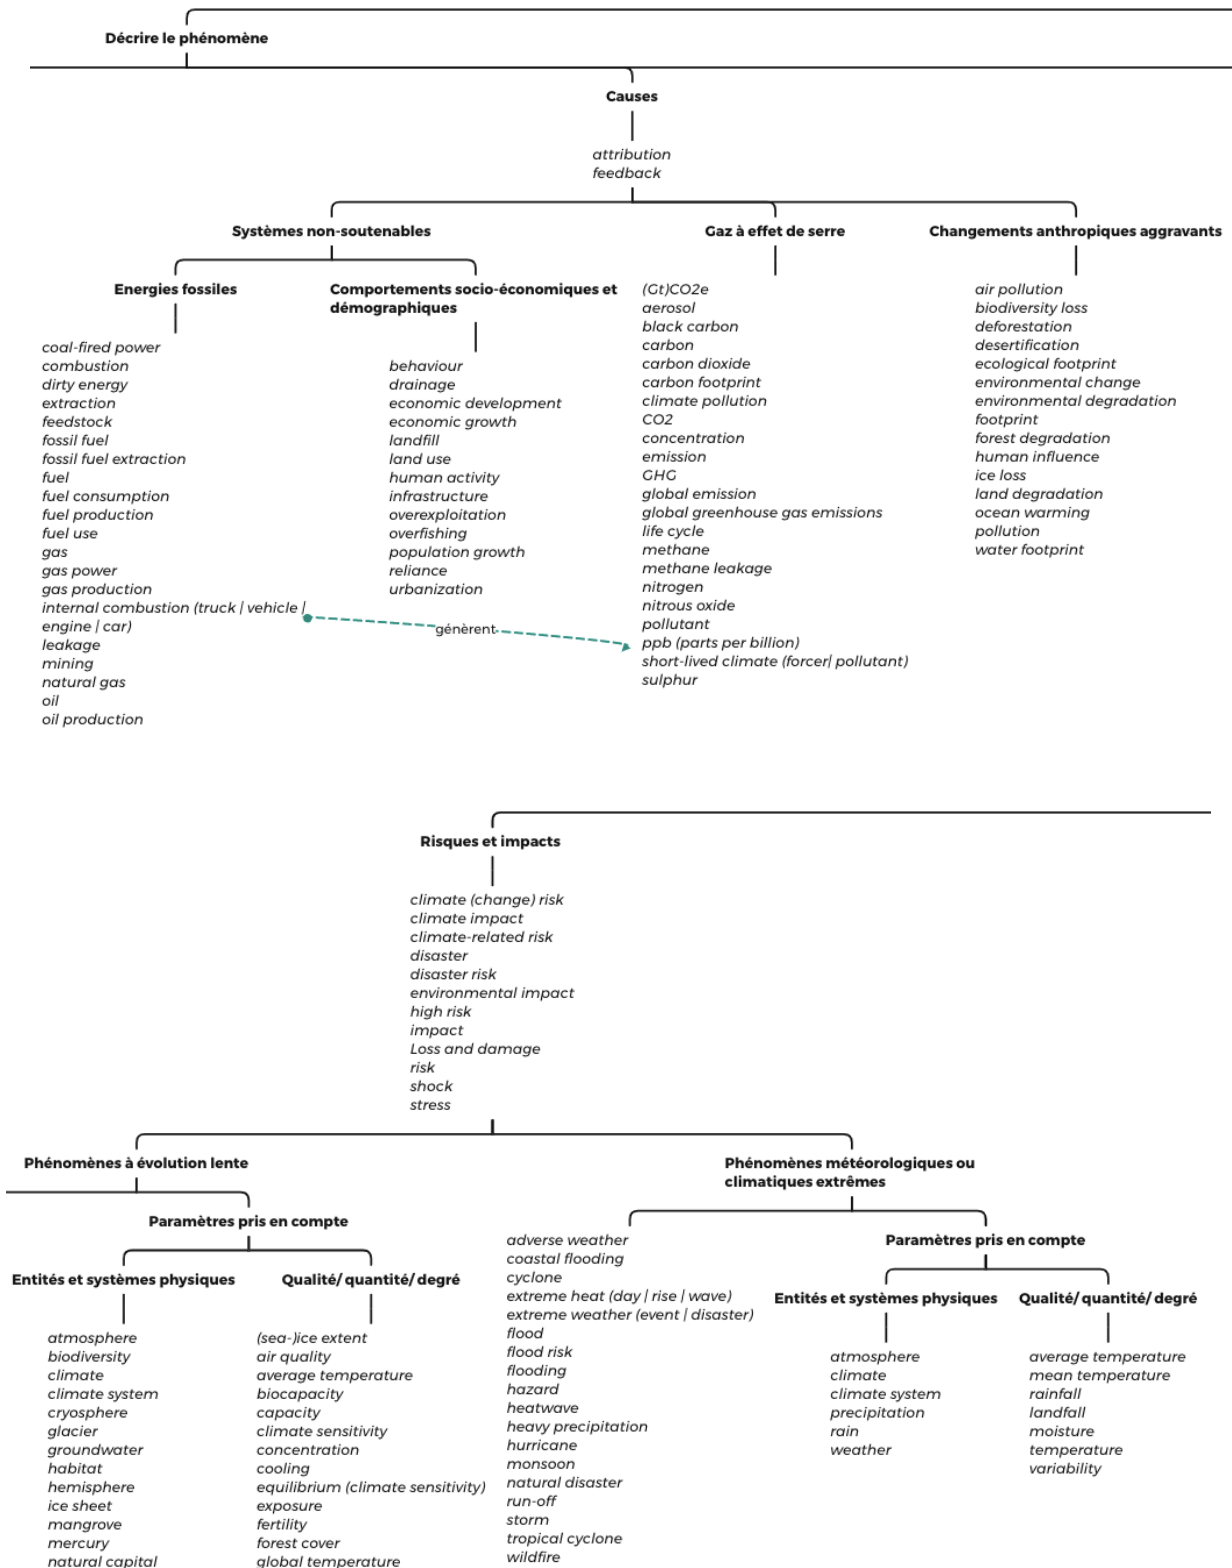 Décrire le phénomène
Causes
attribution
feedback
Systèmes non-soutenables
Energies fossiles
coal-fired power
combustion
dirty energy
extraction
feedstock
fossil fuel
fossil fuel extraction
fuel
fuel consumption
fuel production
fuel use
gas
gas power
gas production
internal combustion (truck | vehicle |
engine | car)
leakage
mining
natural gas
oil
oil production
Comportements socio-économiques et
démographiques
behaviour
drainage
economic development
economic growth
landfill
land use
human activity
infrastructure
overexploitation
overfishing
population growth
reliance
urbanization
génèrent
Gaz à effet de serre
(Gt)CO2e
aerosol
black carbon
carbon
carbon dioxide
carbon footprint
climate pollution
CO2
concentration
emission
GHG
global emission
global greenhouse gas emissions
life cycle
methane
methane leakage
nitrogen
nitrous oxide
pollutant
ppb (parts per billion)
short-lived climate (forcer| pollutant)
sulphur
Changements anthropiques aggravants
air pollution
biodiversity loss
deforestation
desertification
ecological footprint
environmental change
environmental degradation
footprint
forest degradation
human influence
ice loss
land degradation
ocean warming
pollution
water footprint
Risques et impacts
climate (change) risk
climate impact
climate-related risk
disaster
disaster risk
environmental impact
high risk
impact
Loss and damage
risk
shock
stress
Phénomènes à évolution lente
Paramètres pris en compte
Entités et systèmes physiques
atmosphere
biodiversity
climate
climate system
cryosphere
glacier
groundwater
habitat
hemisphere
ice sheet
mangrove
mercury
natural capital
Qualité/ quantité/ degré
(sea-)ice extent
air quality
average temperature
biocapacity
capacity
climate sensitivity
concentration
cooling
equilibrium (climate sensitivity)
exposure
fertility
forest cover
global temperature
Phénomènes météorologiques ou
climatiques extrêmes
adverse weather
coastal flooding
cyclone
extreme heat (day | rise | wave)
extreme weather (event | disaster)
flood
flood risk
flooding
hazard
heatwave
heavy precipitation
hurricane
monsoon
natural disaster
run-off
storm
tropical cyclone
wildfire
Paramètres pris en compte
Entités et systèmes physiques
atmosphere
climate
climate system
precipitation
rain
weather
Qualité/ quantité/ degré
average temperature
mean temperature
rainfall
landfall
moisture
temperature
variability